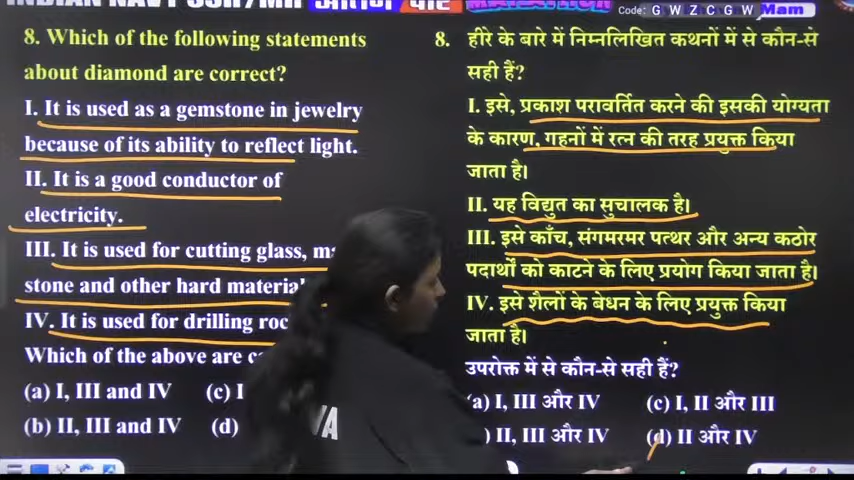 INDIAN NAVY SSR/MR
Code: G W Z C G W Mam
8. Which of the following statements
about diamond are correct?
I. It is used as a gemstone in jewelry
because of its ability to reflect light.
II. It is a good conductor of
electricity.
III. It is used for cutting glass,
stone and other hard
IV. It is used for drilling
Which of the above are
(a) I, III and IV (c) I
(b) II, III and IV (d)
8. हीरे के बारे में निम्नलिखित कथनों में से कौन-से
सही हैं?
I. इसे, प्रकाश परावर्तित करने की इसकी योग्यता
के कारण, गहनों में रत्न की तरह प्रयुक्त किया
जाता है।
II. यह विद्युत का सुचालक है।
III. इसे काँच, संगमरमर पत्थर और अन्य कठोर
पदार्थों को काटने के लिए प्रयोग किया जाता है।
IV. इसे शैलों के बेधन के लिए प्रयुक्त किया
जाता है।
उपरोक्त में से कौन-से सही हैं?
a) I, III और IV (c) I, II और III
) II, III और IV (d) II और IV
VA